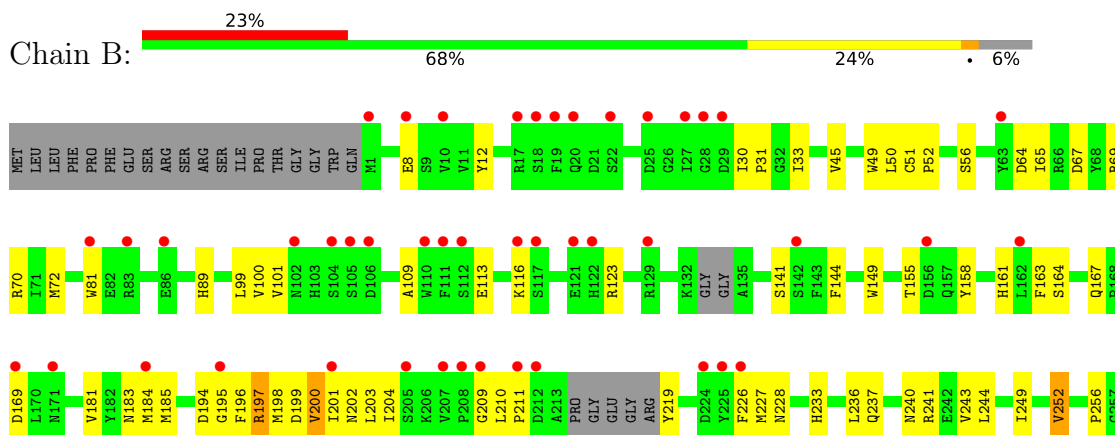 23%
Chain B:
68% 24% • 6%
MET LEU LEU PHE PRO PHE GLU SER ARG SER ARG SER ILE PRO THR GLY GLY TRP GLN M1 E8 S9 V10 V11 Y12 R17 S18 F19 Q20 D21 S22 D25 G26 I27 G28 D29 I30 P31 G32 I33 V45 W49 L50 C51 P52 S56 Y63 D64 I65 R66 D67 Y68
R70 I71 M72 W81 E82 R83 E86 H89 L99 V100 V101 N102 H103 S104 S105 D106 A109 W110 F111 S112 E113 K116 S117 E121 H122 R123 R129 K132 GLY GLY A135 S141 S142 F143 F144 W149 T155 D156 Q157 Y158 H161 L162 F163 S164 Q167
D169 L170 N171 V181 Y182 N183 M184 M185 D194 G195 F196 R197 M198 D199 V200 I201 N202 L203 I204 S205 K206 V207 P208 G209 L210 P211 D212 A213 PRO GLY GLU GLY ARG Y219 D224 Y225 F226 M227 N228 H233 L236 Q237 N240 R241 E242 V243 L244 I249 V252 P256